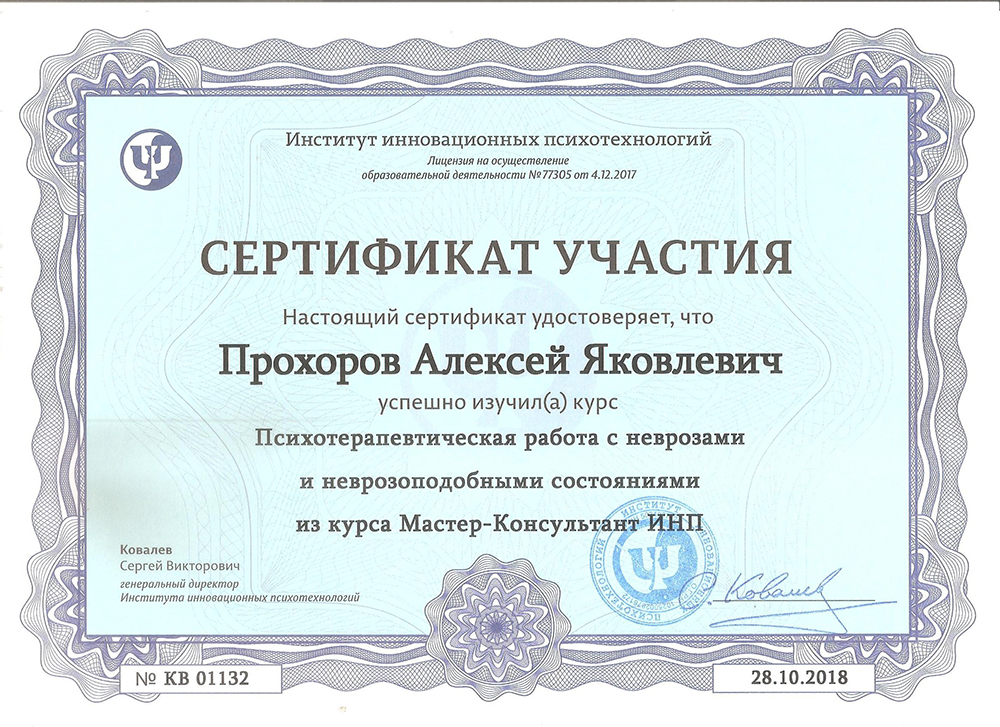 Институт инновационных психотехнологий
Лицензия на осуществление
образовательной деятельности №77305 от 4.12.2017
СЕРТИФИКАТ УЧАСТИЯ
Настоящий сертификат удостоверяет, что
Прохоров Алексей Яковлевич
успешно изучил(а) курс
Психотерапевтическая работа с неврозами
и неврозоподобными состояниями
из курса Мастер-Консультант ИНП
Ковалев
Сергей Викторович
генеральный директор
Института инновационных психотехнологий
ИНСТИТУТ ИННОВАЦИОННЫХ ПСИХОТЕХНОЛОГИЙ
С. Ковалев
№ КВ 01132
28.10.2018